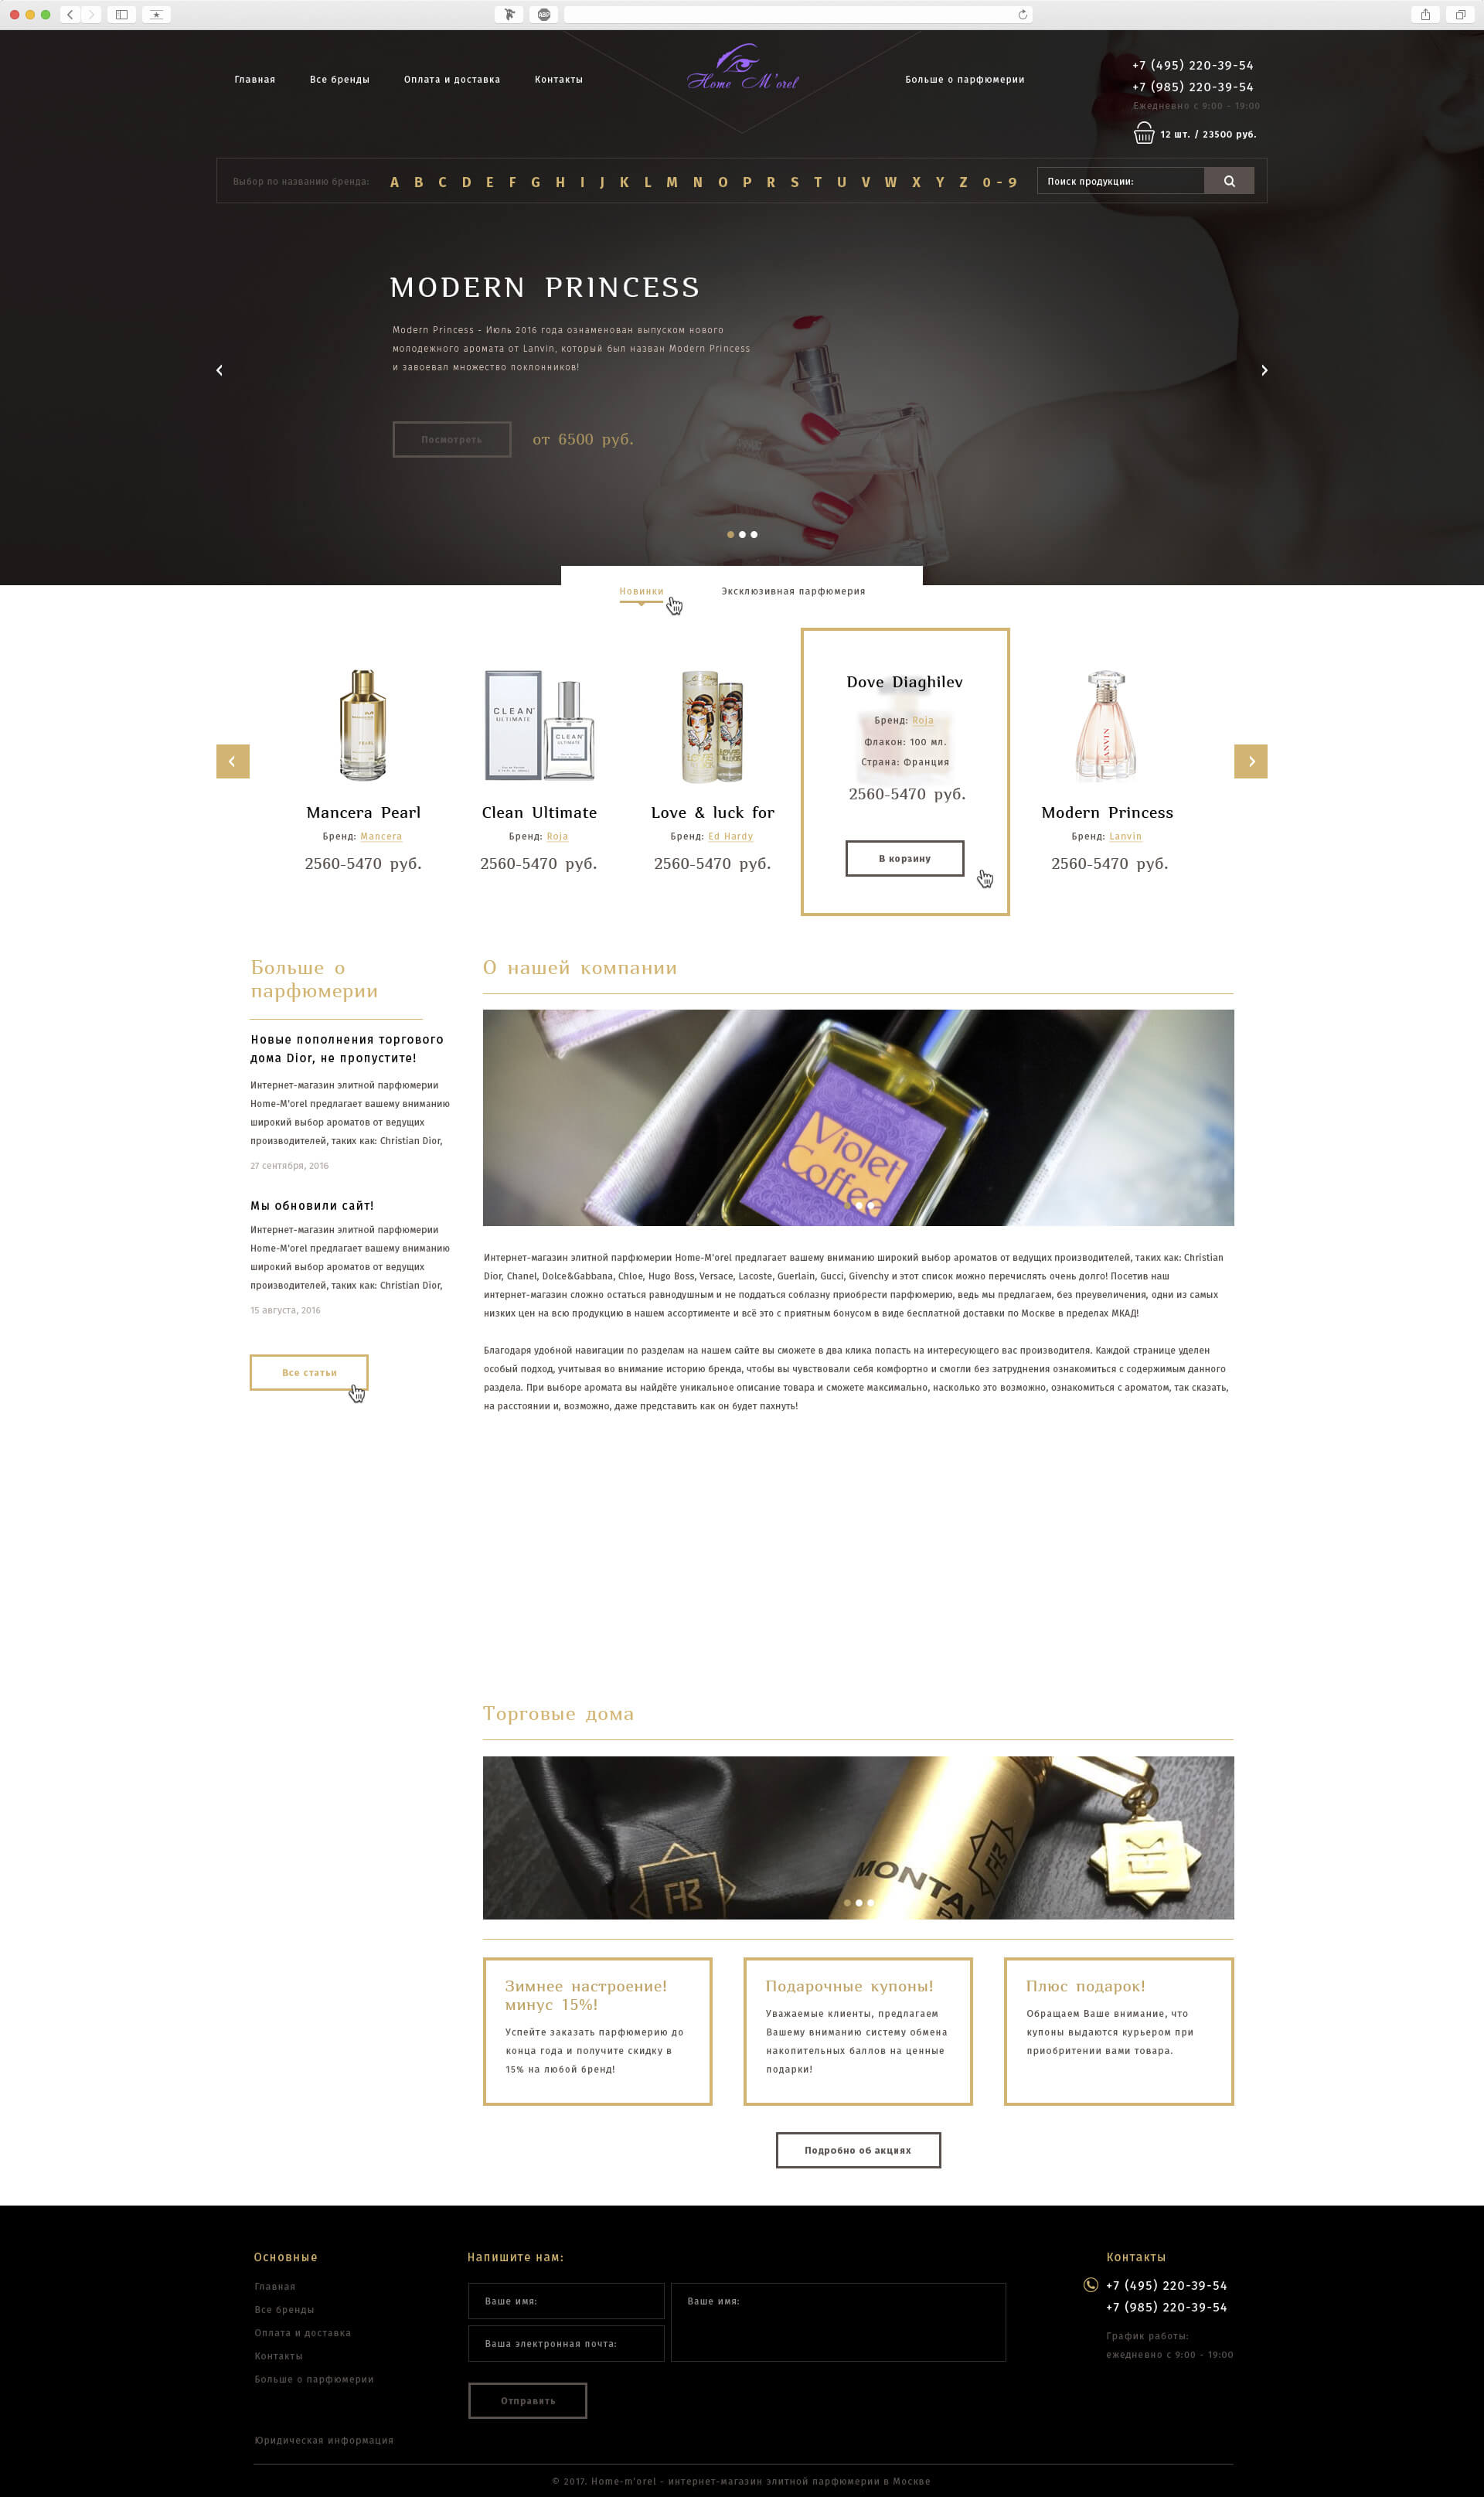 ABP
Главная
Все бренды
Оплата и доставка
Контакты
Home M'orel
Больше о парфюмерии
+7 (495) 220-39-54
+7 (985) 220-39-54
Ежедневно с 9:00 - 19:00
12 шт. / 23500 руб.
Выбор по названию бренда:
A B C D E F G H I J K L M N O P R S T U V W X Y Z 0-9
Поиск продукции:
MODERN PRINCESS
Modern Princess - Июль 2016 года ознаменован выпуском нового
молодежного аромата от Lanvin, который был назван Modern Princess
и завоевал множество поклонников!
Посмотреть
от 6500 руб.
Новинки
Эксклюзивная парфюмерия
PEARL
Mancera Pearl
Бренд: Mancera
2560-5470 руб.
CLEAN
ULTIMATE
CLEAN
ULTIMATE
Clean Ultimate
Бренд: Roja
2560-5470 руб.
Love & luck for
Бренд: Ed Hardy
2560-5470 руб.
Dove Diaghilev
Бренд: Roja
Флакон: 100 мл.
Страна: Франция
2560-5470 руб.
В корзину
LANVIN
Modern Princess
Бренд: Lanvin
2560-5470 руб.
Больше о
парфюмерии
Новые пополнения торгового
дома Dior, не пропустите!
Интернет-магазин элитной парфюмерии
Home-M'orel предлагает вашему вниманию
широкий выбор ароматов от ведущих
производителей, таких как: Christian Dior,
27 сентября, 2016
Мы обновили сайт!
Интернет-магазин элитной парфюмерии
Home-M'orel предлагает вашему вниманию
широкий выбор ароматов от ведущих
производителей, таких как: Christian Dior,
15 августа, 2016
Все статьи
О нашей компании
Violet
Coffee
Интернет-магазин элитной парфюмерии Home-M'orel предлагает вашему вниманию широкий выбор ароматов от ведущих производителей, таких как: Christian
Dior, Chanel, Dolce&Gabbana, Chloe, Hugo Boss, Versace, Lacoste, Guerlain, Gucci, Givenchy и этот список можно перечислять очень долго! Посетив наш
интернет-магазин сложно остаться равнодушным и не поддаться соблазну приобрести парфюмерию, ведь мы предлагаем, без преувеличения, одни из самых
низких цен на всю продукцию в нашем ассортименте и всё это с приятным бонусом в виде бесплатной доставки по Москве в пределах МКАД!
Благодаря удобной навигации по разделам на нашем сайте вы сможете в два клика попасть на интересующего вас производителя. Каждой странице уделен
особый подход, учитывая во внимание историю бренда, чтобы вы чувствовали себя комфортно и смогли без затруднения ознакомиться с содержимым данного
раздела. При выборе аромата вы найдёте уникальное описание товара и сможете максимально, насколько это возможно, ознакомиться с ароматом, так сказать,
на расстоянии и, возможно, даже представить как он будет пахнуть!
Торговые дома
MONTAL
Зимнее настроение!
минус 15%!
Успейте заказать парфюмерию до
конца года и получите скидку в
15% на любой бренд!
Подарочные купоны!
Уважаемые клиенты, предлагаем
Вашему вниманию систему обмена
накопительных баллов на ценные
подарки!
Плюс подарок!
Обращаем Ваше внимание, что
купоны выдаются курьером при
приобритении вами товара.
Подробно об акциях
Основные
Главная
Все бренды
Оплата и доставка
Контакты
Больше о парфюмерии
Юридическая информация
Напишите нам:
Ваше имя:
Ваша электронная почта:
Ваше имя:
Отправить
Контакты
+7 (495) 220-39-54
+7 (985) 220-39-54
График работы:
ежедневно с 9:00 - 19:00
© 2017. Home-m'orel - интернет-магазин элитной парфюмерии в Москве